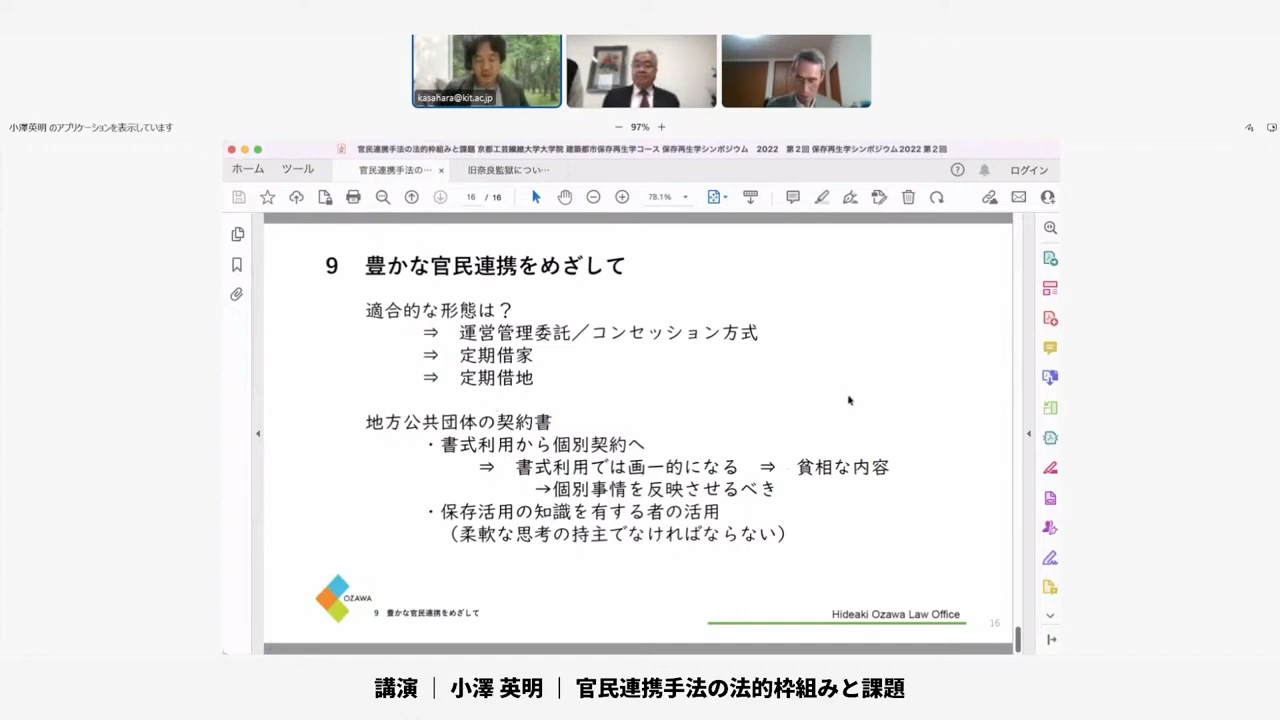 kasahara@kit.ac.jp
小澤英明 のアプリケーションを表示しています
97%
官民連携手法の法的枠組みと課題 京都工芸繊維大学大学院 建築都市保存再生学コース 保存再生学シンポジウム 2022 第２回 保存再生学シンポジウム2022 第２回
ホーム ツール 官民連携手法の… × 旧奈良監獄につい… ログイン
16 / 16 78.1%
9 豊かな官民連携をめざして
適合的な形態は？
⇒ 運営管理委託／コンセッション方式
⇒ 定期借家
⇒ 定期借地
地方公共団体の契約書
・書式利用から個別契約へ
⇒ 書式利用では画一的になる ⇒ 貧相な内容
→個別事情を反映させるべき
・保存活用の知識を有する者の活用
（柔軟な思考の持主でなければならない）
OZAWA
9 豊かな官民連携をめざして
Hideaki Ozawa Law Office
16
講演 ｜ 小澤 英明 ｜ 官民連携手法の法的枠組みと課題